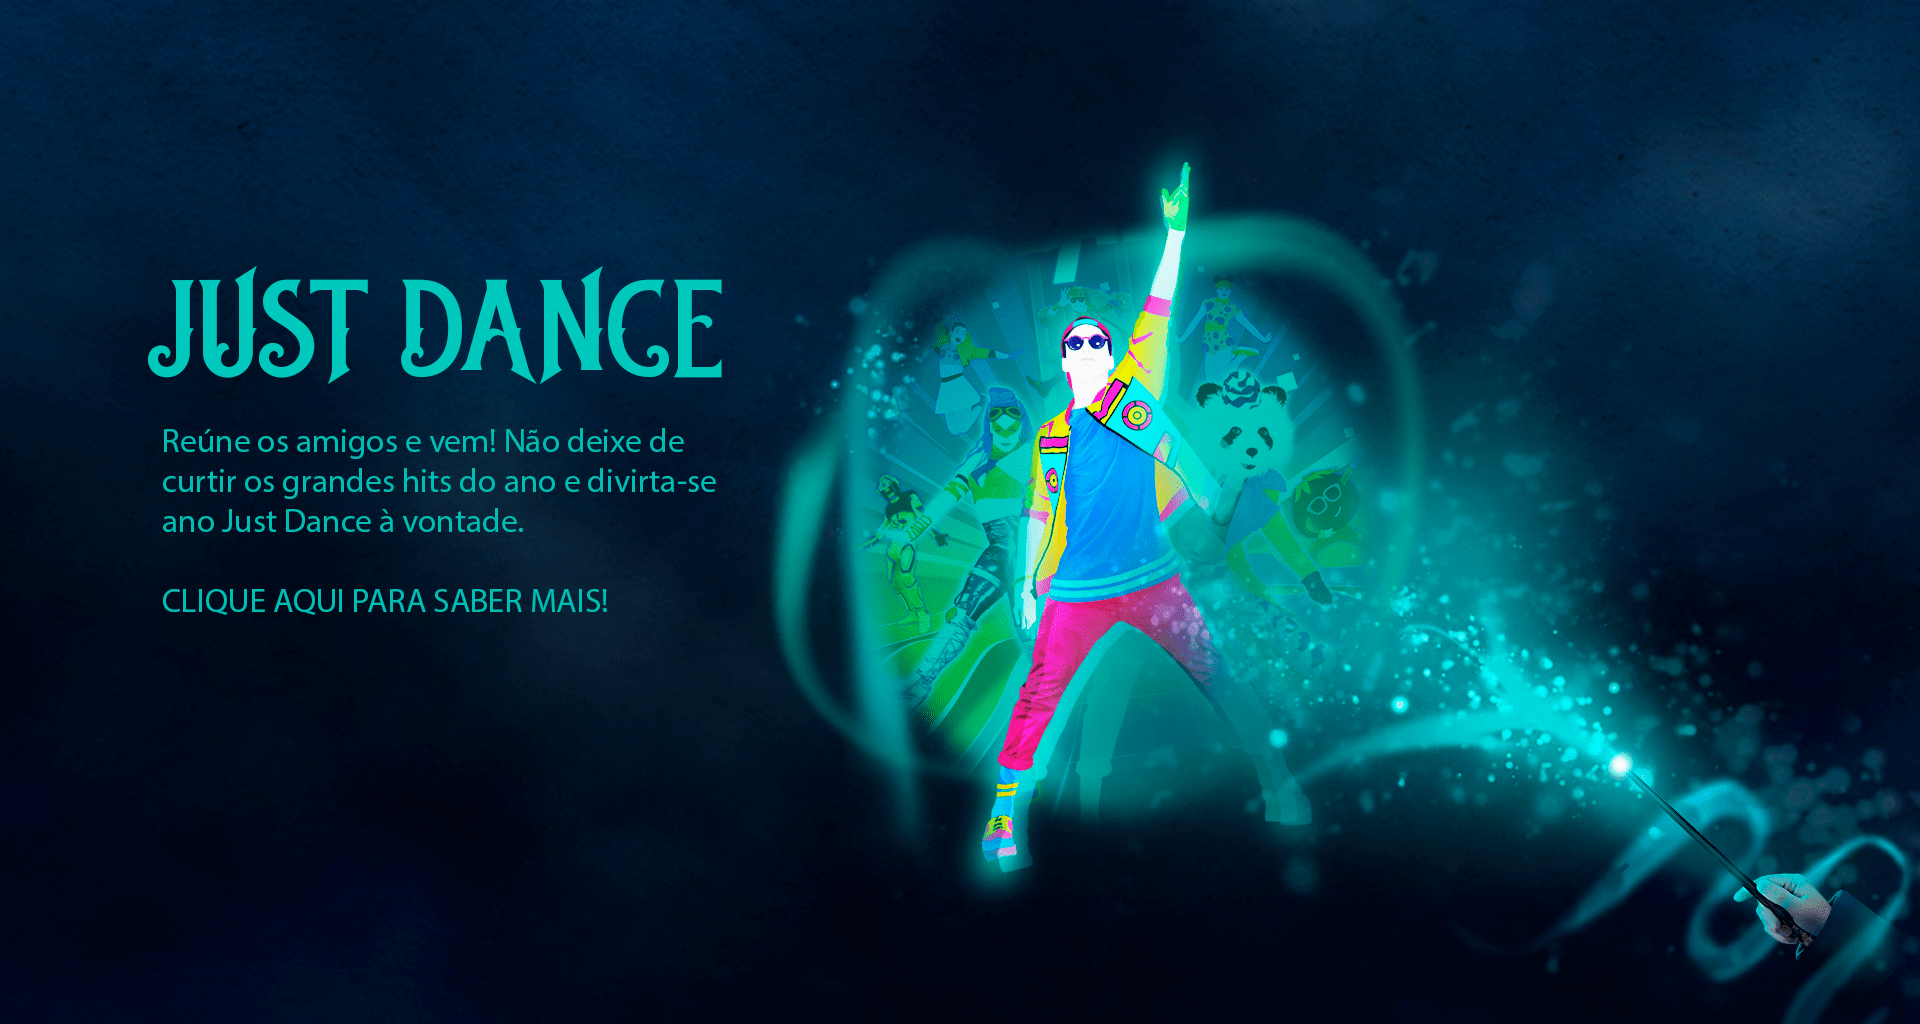 JUST DANCE
Reúne os amigos e vem! Não deixe de
curtir os grandes hits do ano e divirta-se
ano Just Dance à vontade.
CLIQUE AQUI PARA SABER MAIS!